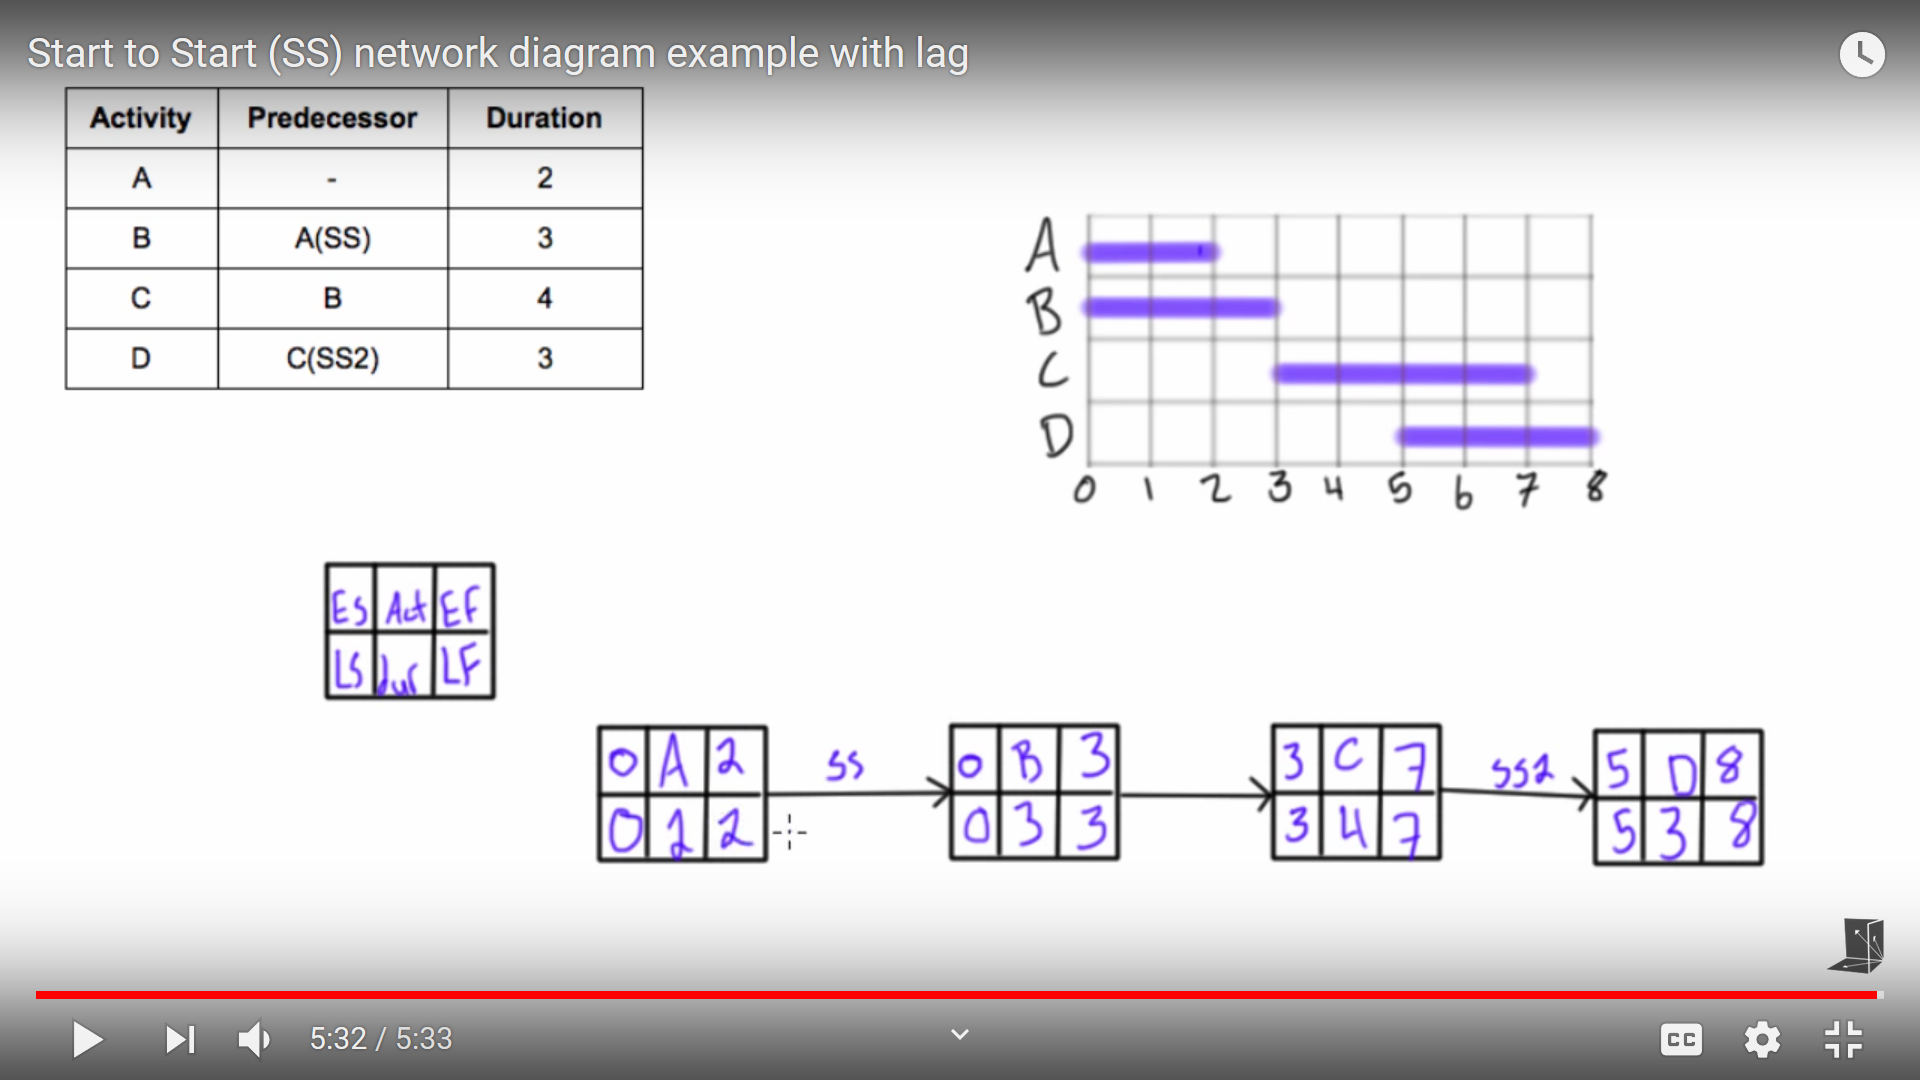 Start to Start (SS) network diagram example with lag
Activity Predecessor Duration
A - 2
B A(SS) 3
C B 4
D C(SS2) 3
A
B
C
D
0 1 2 3 4 5 6 7 8
ES Act EF
LS Dur LF
0 A 2
0 2 2
SS
0 B 3
0 3 3
3 C 7
3 4 7
SS2
5 D 8
5 3 8
5:32 / 5:33
CC